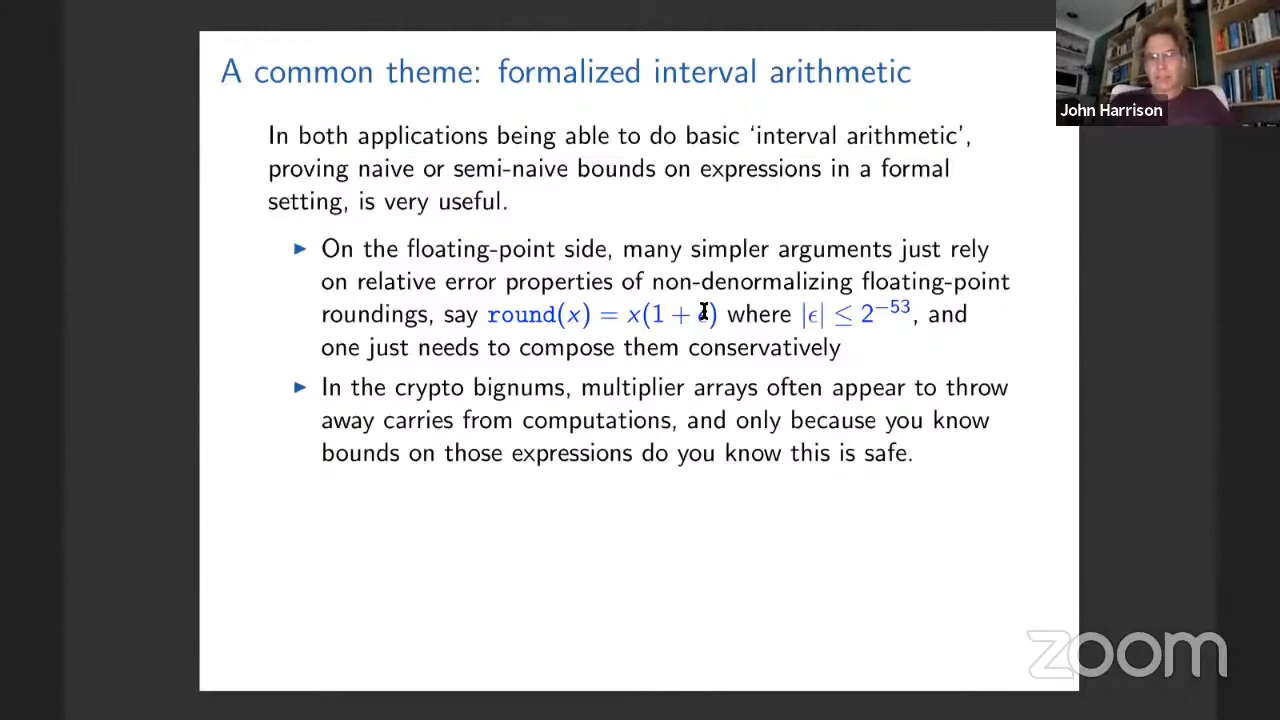 A common theme: formalized interval arithmetic
John Harrison
In both applications being able to do basic ‘interval arithmetic’,
proving naive or semi-naive bounds on expressions in a formal
setting, is very useful.
▶ On the floating-point side, many simpler arguments just rely
on relative error properties of non-denormalizing floating-point
roundings, say round(x) = x(1 + ϵ) where |ϵ| ≤ 2⁻⁵³, and
one just needs to compose them conservatively
▶ In the crypto bignums, multiplier arrays often appear to throw
away carries from computations, and only because you know
bounds on those expressions do you know this is safe.
zoom